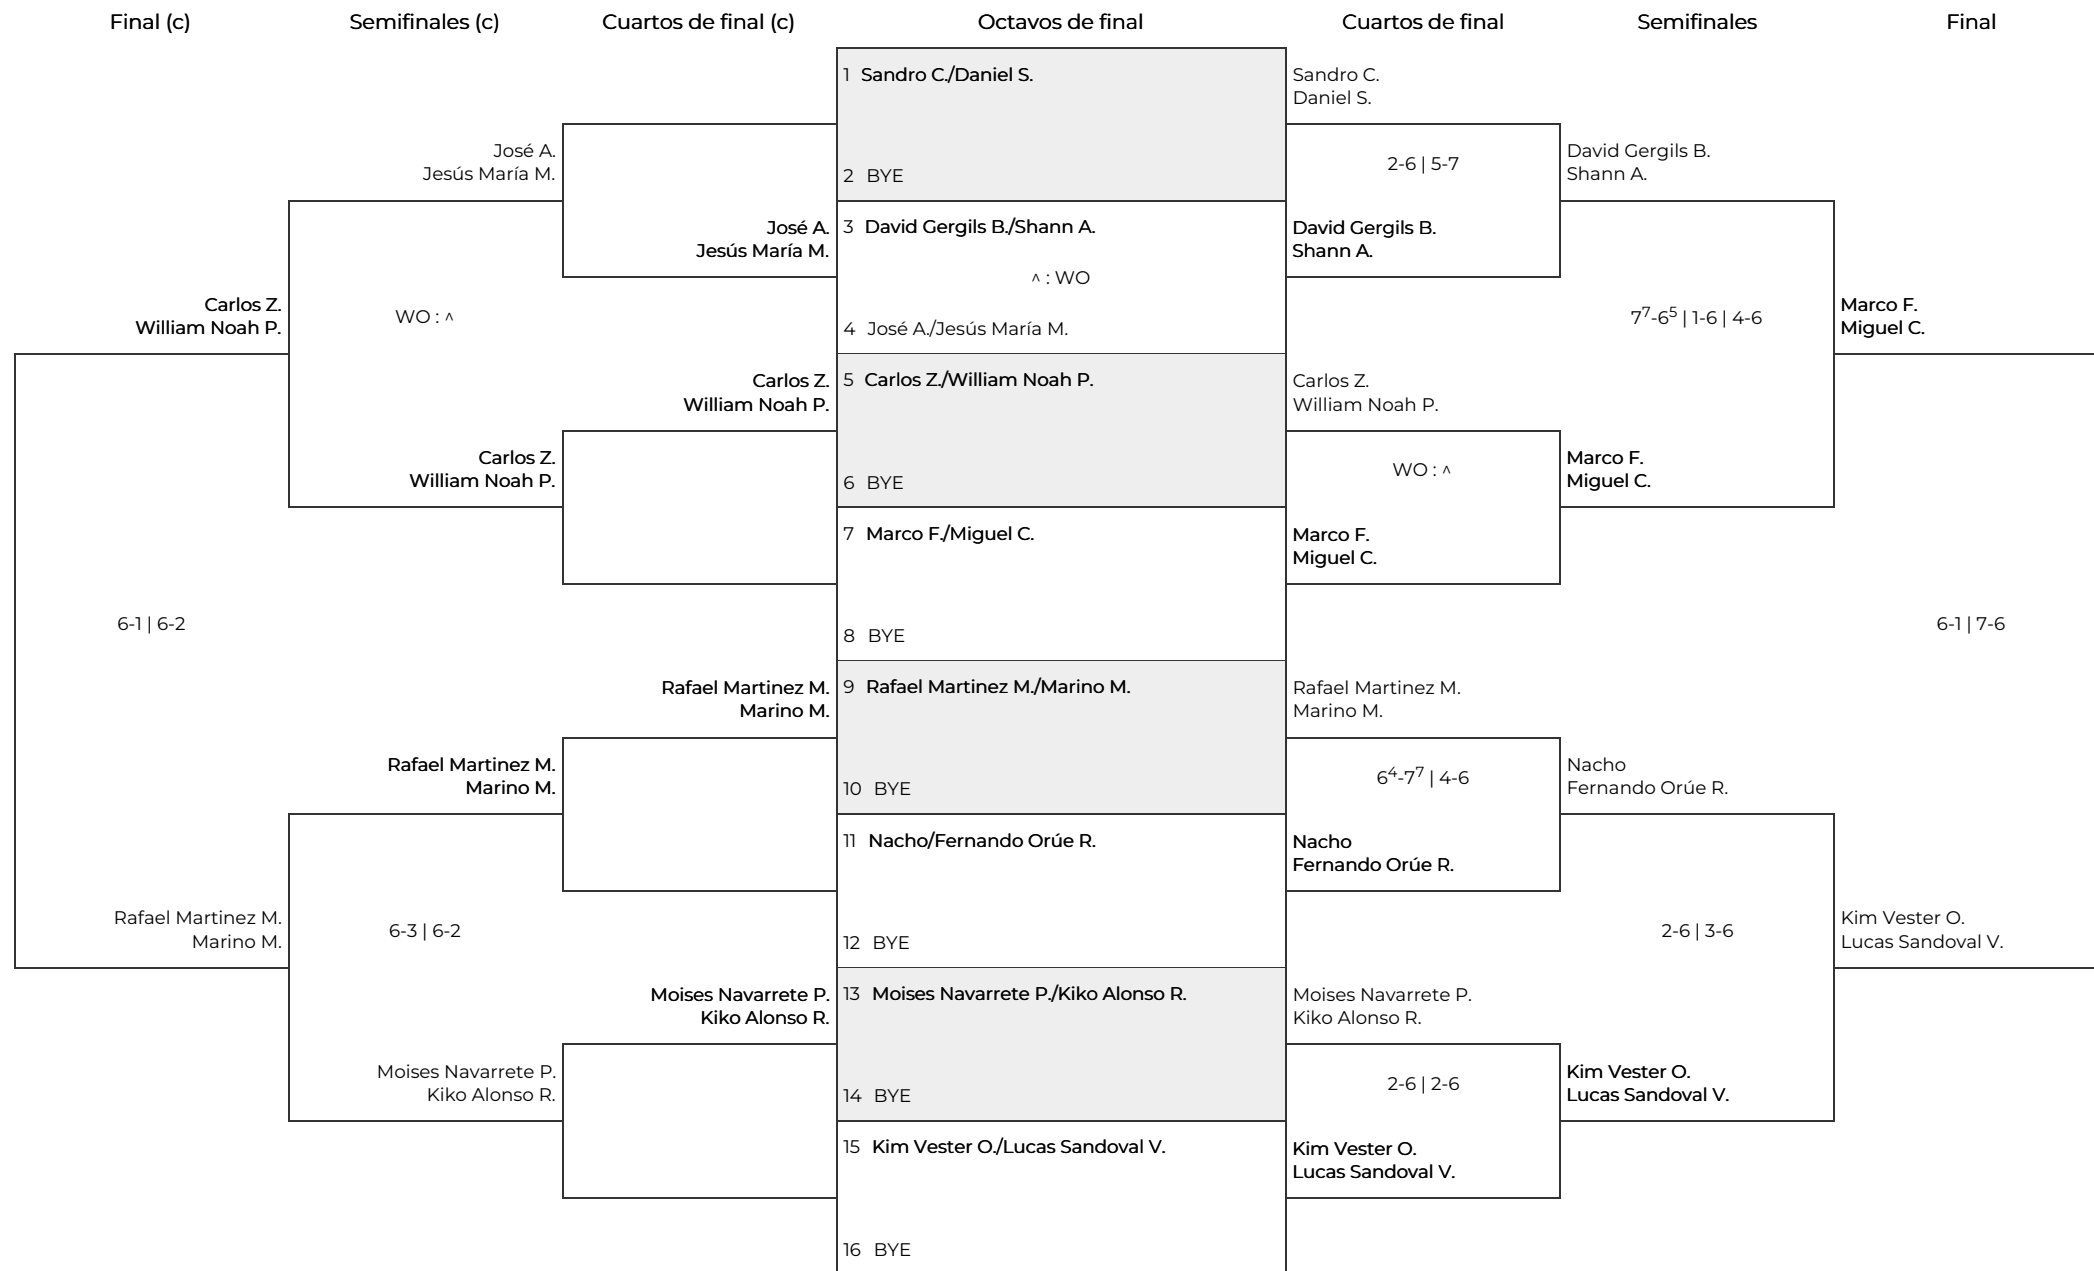 Final (c)
Semifinales (c)
Cuartos de final (c)
Octavos de final
Cuartos de final
Semifinales
Final
Carlos Z.
William Noah P.
6-1 | 6-2
Rafael Martinez M.
Marino M.
José A.
Jesús María M.
WO : ^
Carlos Z.
William Noah P.
Rafael Martinez M.
Marino M.
6-3 | 6-2
Moises Navarrete P.
Kiko Alonso R.
José A.
Jesús María M.
Carlos Z.
William Noah P.
Rafael Martinez M.
Marino M.
Moises Navarrete P.
Kiko Alonso R.
1 Sandro C./Daniel S.
2 BYE
3 David Gergils B./Shann A.
^ : WO
4 José A./Jesús María M.
5 Carlos Z./William Noah P.
6 BYE
7 Marco F./Miguel C.
8 BYE
9 Rafael Martinez M./Marino M.
10 BYE
11 Nacho/Fernando Orúe R.
12 BYE
13 Moises Navarrete P./Kiko Alonso R.
14 BYE
15 Kim Vester O./Lucas Sandoval V.
16 BYE
Sandro C.
Daniel S.
2-6 | 5-7
David Gergils B.
Shann A.
Carlos Z.
William Noah P.
WO : ^
Marco F.
Miguel C.
Rafael Martinez M.
Marino M.
6⁴-7⁷ | 4-6
Nacho
Fernando Orúe R.
Moises Navarrete P.
Kiko Alonso R.
2-6 | 2-6
Kim Vester O.
Lucas Sandoval V.
David Gergils B.
Shann A.
7⁷-6⁵ | 1-6 | 4-6
Marco F.
Miguel C.
Nacho
Fernando Orúe R.
2-6 | 3-6
Kim Vester O.
Lucas Sandoval V.
Marco F.
Miguel C.
6-1 | 7-6
Kim Vester O.
Lucas Sandoval V.